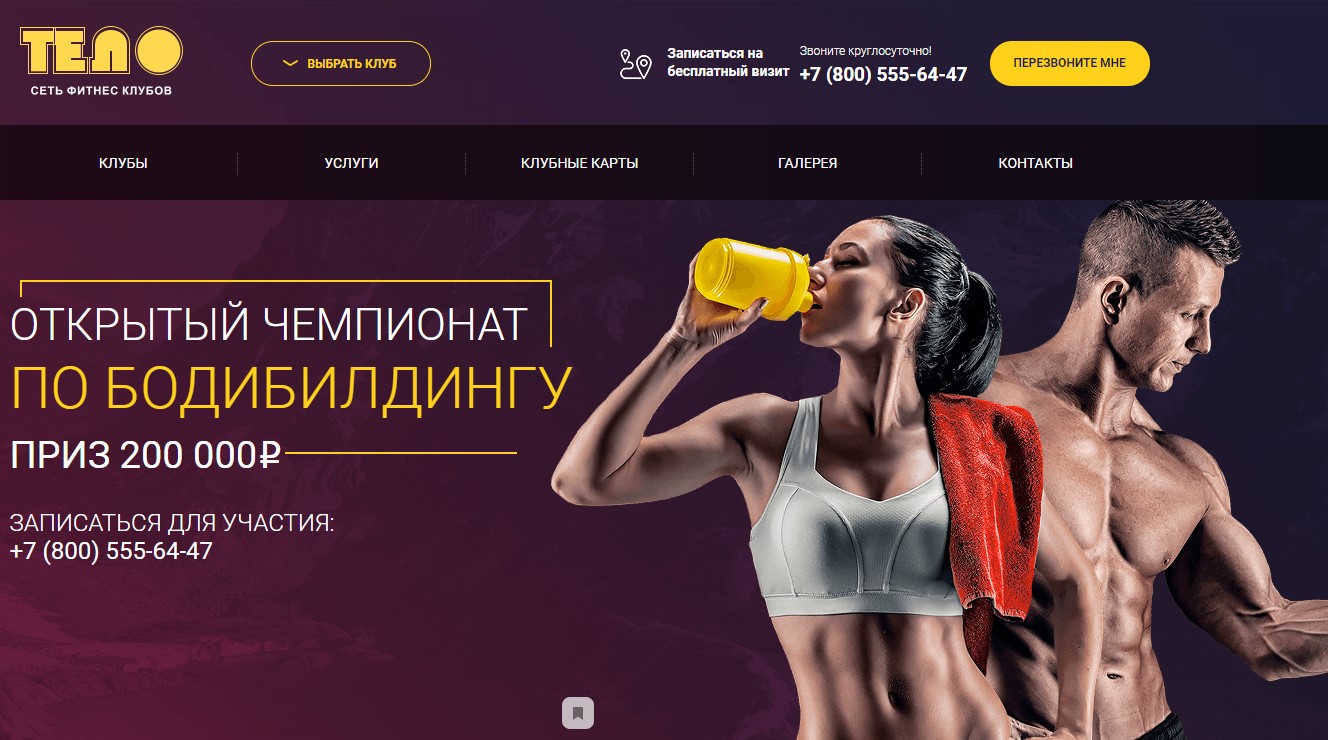 ТЕЛО
СЕТЬ ФИТНЕС КЛУБОВ
ВЫБРАТЬ КЛУБ
Записаться на
бесплатный визит
Звоните круглосуточно!
+7 (800) 555-64-47
ПЕРЕЗВОНИТЕ МНЕ
КЛУБЫ
УСЛУГИ
КЛУБНЫЕ КАРТЫ
ГАЛЕРЕЯ
КОНТАКТЫ
ОТКРЫТЫЙ ЧЕМПИОНАТ
ПО БОДИБИЛДИНГУ
ПРИЗ 200 000₽
ЗАПИСАТЬСЯ ДЛЯ УЧАСТИЯ:
+7 (800) 555-64-47